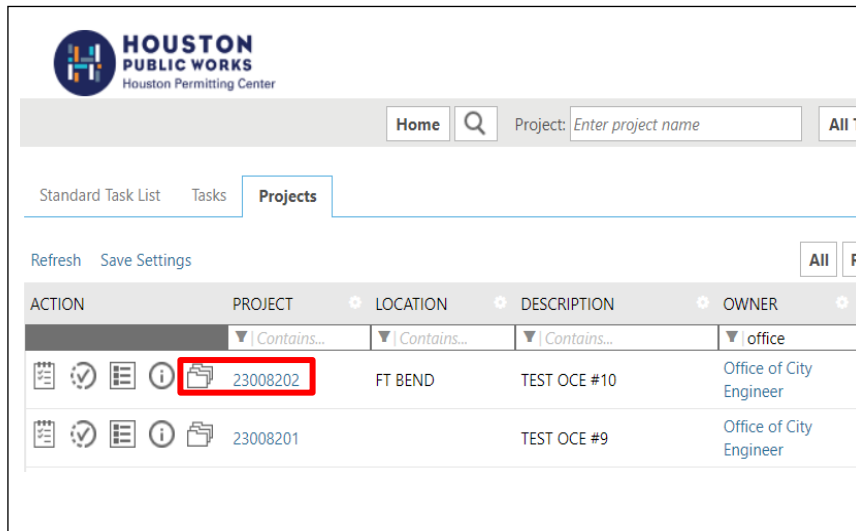 HOUSTON
PUBLIC WORKS
Houston Permitting Center
Home Project: Enter project name All
Standard Task List Tasks Projects
Refresh Save Settings All
ACTION PROJECT LOCATION DESCRIPTION OWNER
Contains... Contains... Contains... office
23008202 FT BEND TEST OCE #10 Office of City
Engineer
23008201 TEST OCE #9 Office of City
Engineer